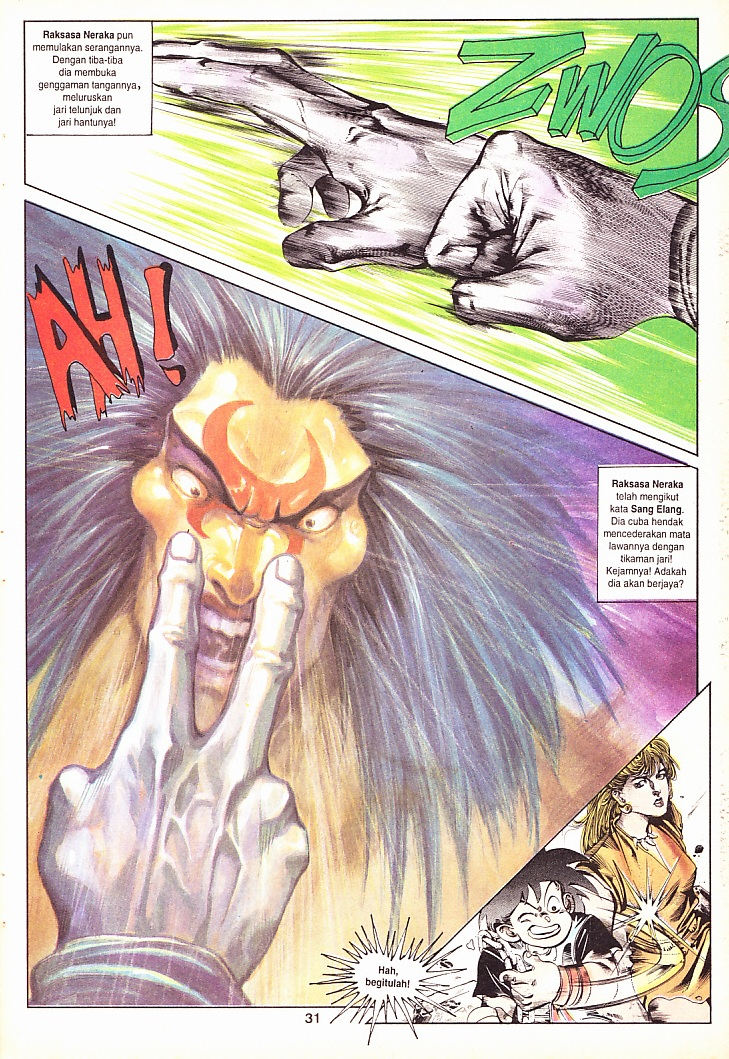 Raksasa Neraka pun
memulakan serangannya.
Dengan tiba-tiba
dia membuka
genggaman tangannya,
meluruskan
jari telunjuk dan
jari hantunya!
ZWOS
AH!
Raksasa Neraka
telah mengikut
kata Sang Elang.
Dia cuba hendak
mencederakan mata
lawannya dengan
tikaman jari!
Kejamnya! Adakah
dia akan berjaya?
Hah,
begitulah!
31